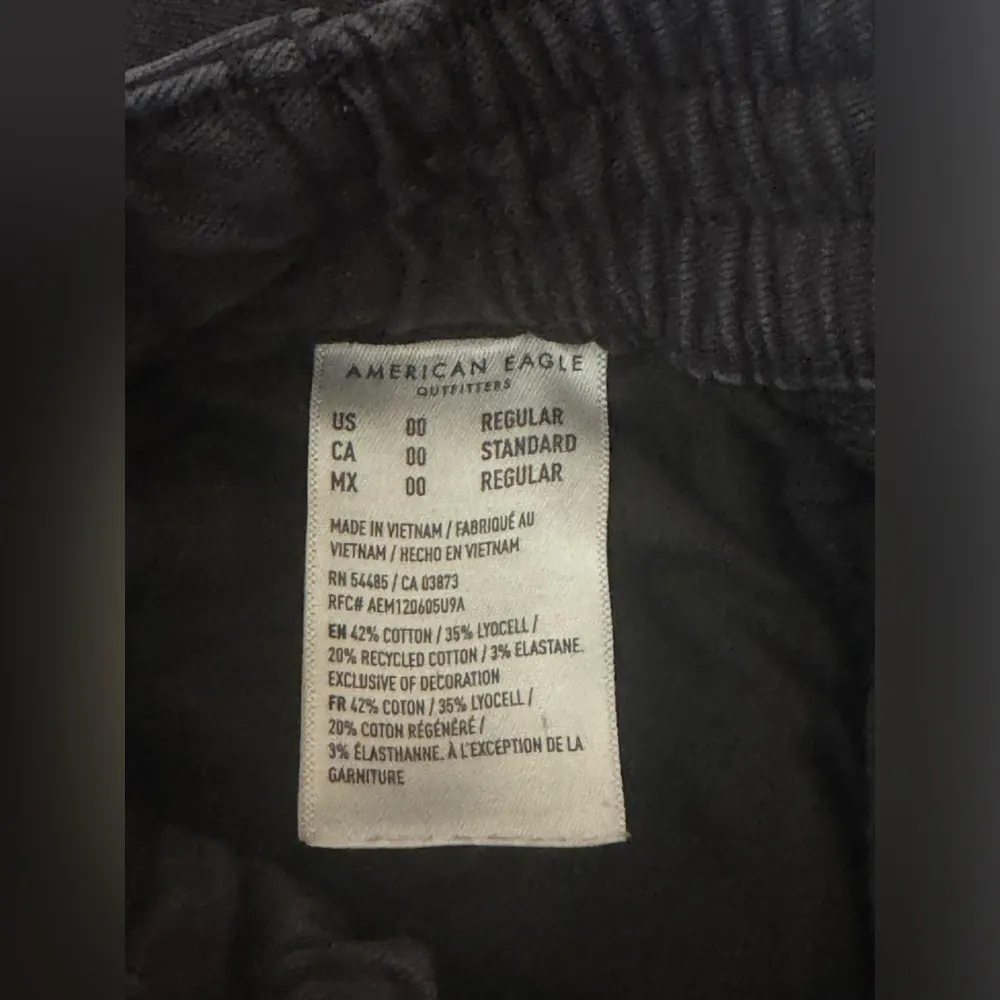 AMERICAN EAGLE
OUTFITTERS
US 00 REGULAR
CA 00 STANDARD
MX 00 REGULAR
MADE IN VIETNAM / FABRIQUÉ AU
VIETNAM / HECHO EN VIETNAM
RN 54485 / CA 03873
RFC# AEM120605U9A
EN 42% COTTON / 35% LYOCELL /
20% RECYCLED COTTON / 3% ELASTANE.
EXCLUSIVE OF DECORATION
FR 42% COTON / 35% LYOCELL /
20% COTON RÉGÉNÉRÉ /
3% ÉLASTHANNE. À L'EXCEPTION DE LA
GARNITURE